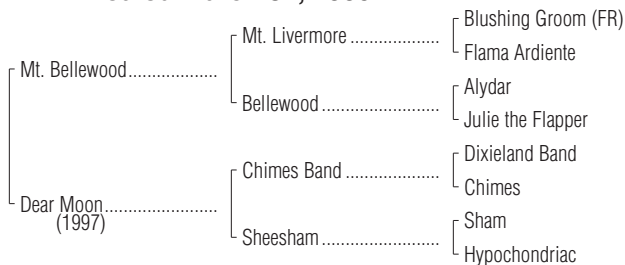 Blushing Groom (FR)
Mt. Livermore ....................
Flama Ardiente
Mt. Bellewood....................
Alydar
Bellewood ..........................
Julie the Flapper
Dixieland Band
Chimes Band .....................
Chimes
Dear Moon.........................
(1997)
Sham
Sheesham ..........................
Hypochondriac